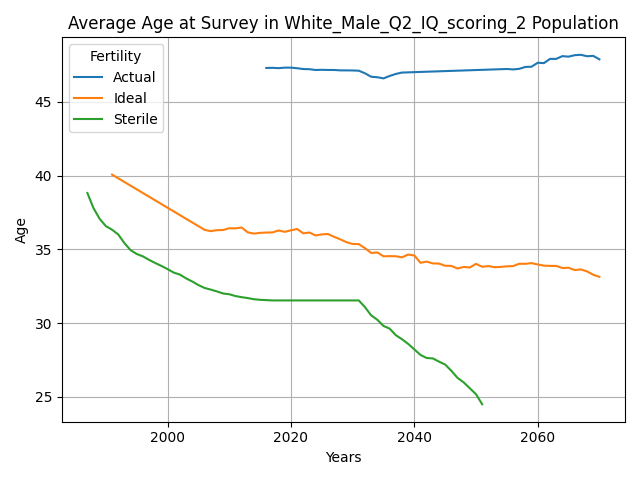 Average Age at Survey in White_Male_Q2_IQ_scoring_2 Population
Fertility
Actual
Ideal
Sterile
45
40
35
30
25
Age
2000
2020
2040
2060
Years